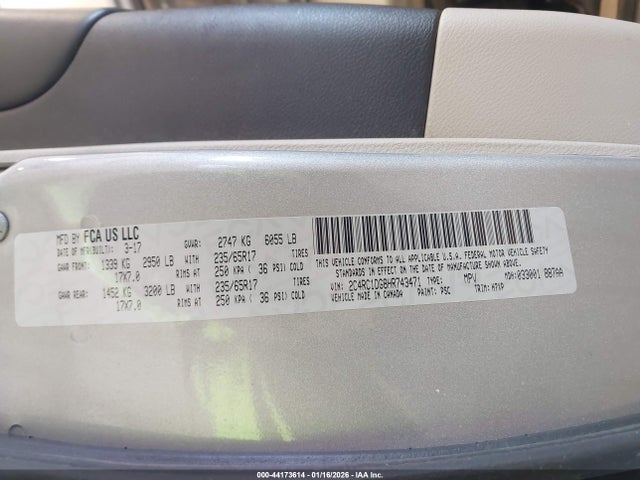 MFD BY FCA US LLC
DATE OF MFR(BUILT): 3-17 GVWR: 2747 KG 6055 LB
GAWR FRONT: 1339 KG 2950 LB WITH 235/65R17 TIRES
17X7.0 RIMS AT 250 KPA ( 36 PSI) COLD
GAWR REAR: 1452 KG 3200 LB WITH 235/65R17 TIRES
17X7.0 RIMS AT 250 KPA ( 36 PSI) COLD
THIS VEHICLE CONFORMS TO ALL APPLICABLE U.S.A. FEDERAL MOTOR VEHICLE SAFETY
STANDARDS IN EFFECT ON THE DATE OF MANUFACTURE SHOWN ABOVE.
VIN: 2C4RC1DGBHR743471 TYPE: MPV MDH: 033001 887AA
VEHICLE MADE IN CANADA PAINT: PSC TRIM:
000-44173614 - 01/16/2026 - IAA Inc.